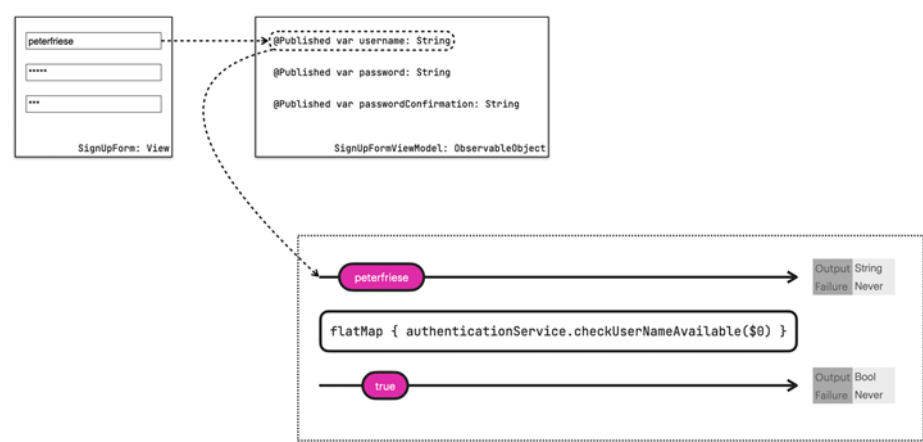 peterfriese
*****
***
SignUpForm: View
@Published var username: String
@Published var password: String
@Published var passwordConfirmation: String
SignUpFormViewModel: ObservableObject
peterfriese
Output String
Failure Never
flatMap { authenticationService.checkUserNameAvailable($0) }
true
Output Bool
Failure Never